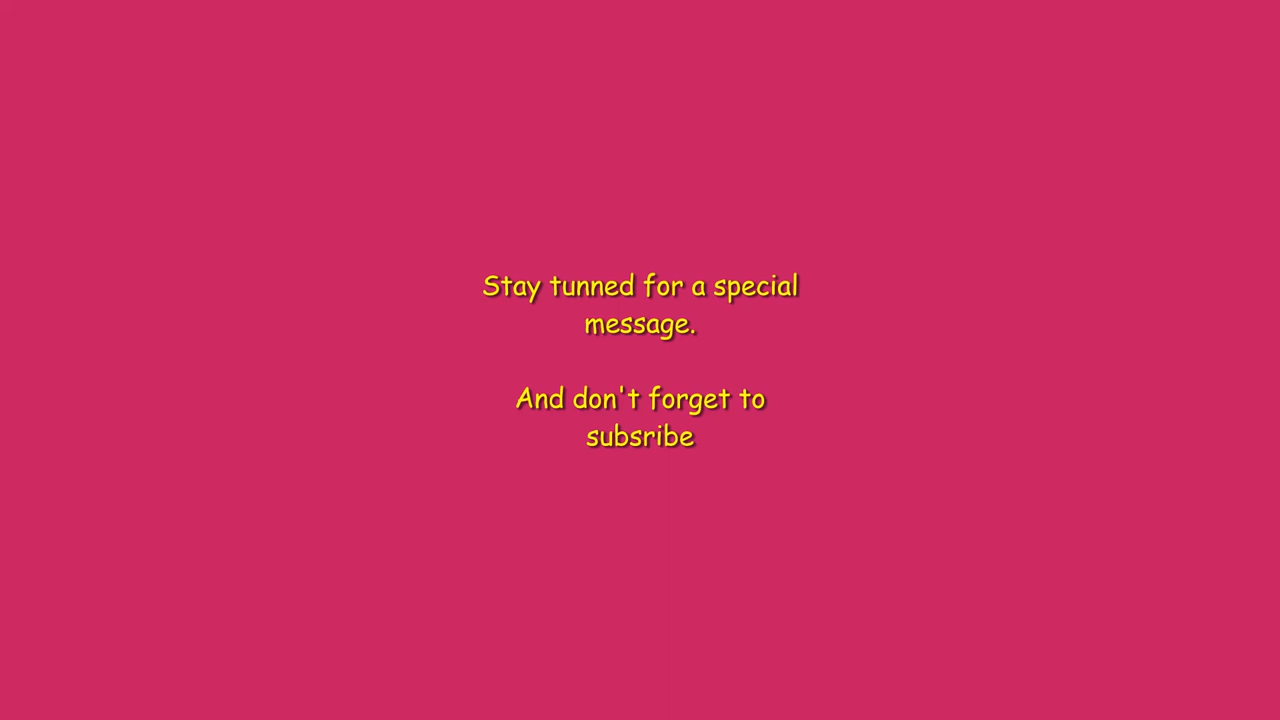 Stay tunned for a special
message.
And don't forget to
subsribe